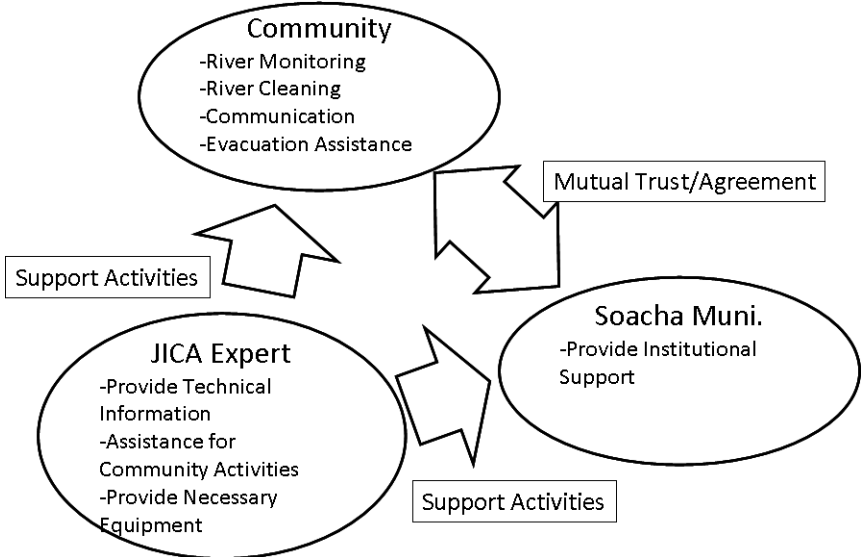 Community
-River Monitoring
-River Cleaning
-Communication
-Evacuation Assistance
Mutual Trust/Agreement
Support Activities
Soacha Muni.
-Provide Institutional
Support
JICA Expert
-Provide Technical
Information
-Assistance for
Community Activities
-Provide Necessary
Equipment
Support Activities